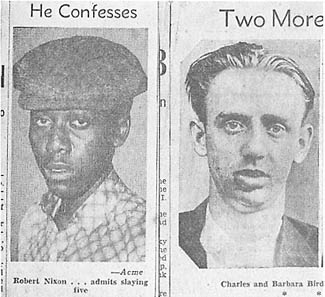 He Confesses
—Acme
Robert Nixon . . . admits slaying
five
Two More
Charles and Barbara Bird
* *